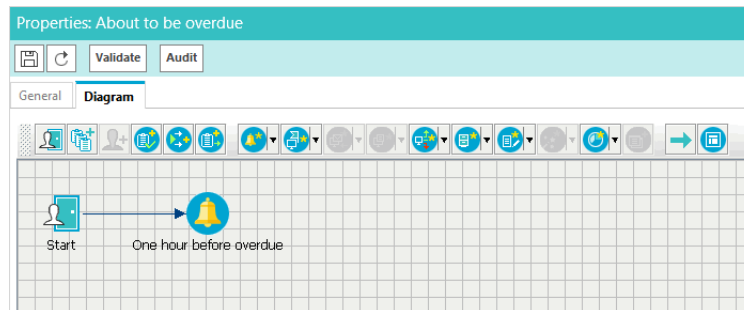 Properties: About to be overdue
Validate Audit
General Diagram
Start One hour before overdue